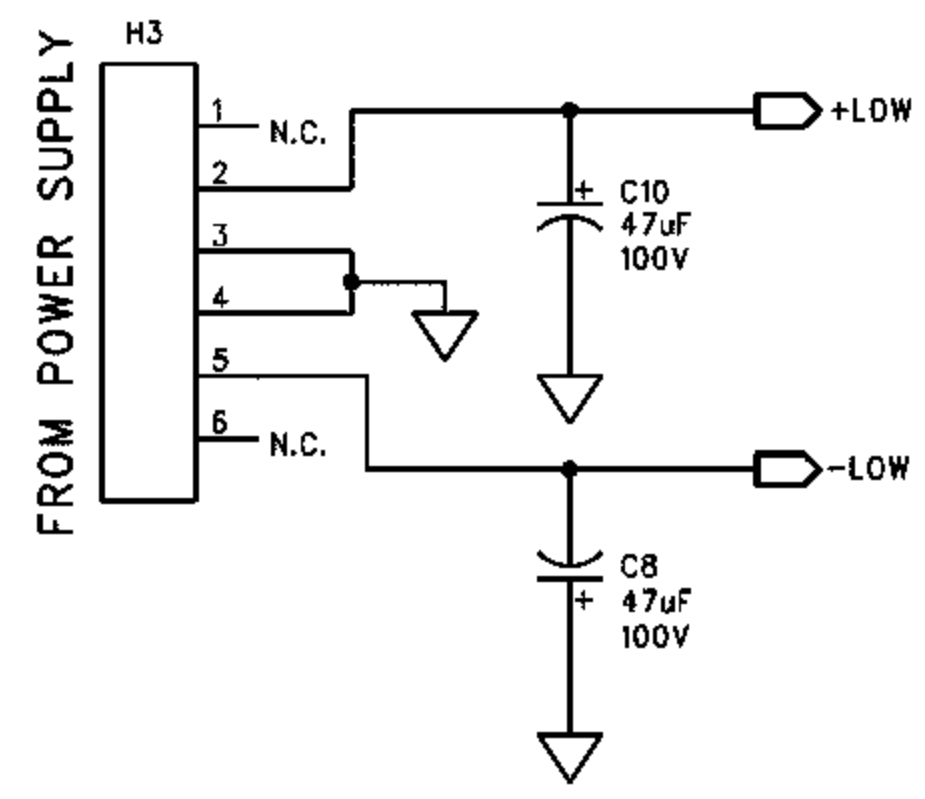 FROM POWER SUPPLY
H3
1
N.C.
2
3
4
5
6
N.C.
+LOW
+
C10
47uF
100V
-LOW
C8
47uF
+
100V